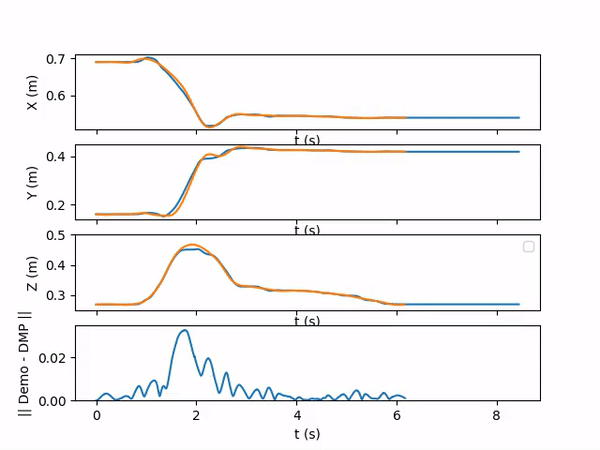 0.7
0.6
X (m)
t (s)
0.4
0.2
Y (m)
t (s)
0.5
0.4
0.3
Z (m)
t (s)
0.02
0.00
|| Demo - DMP ||
0 2 4 6 8
t (s)